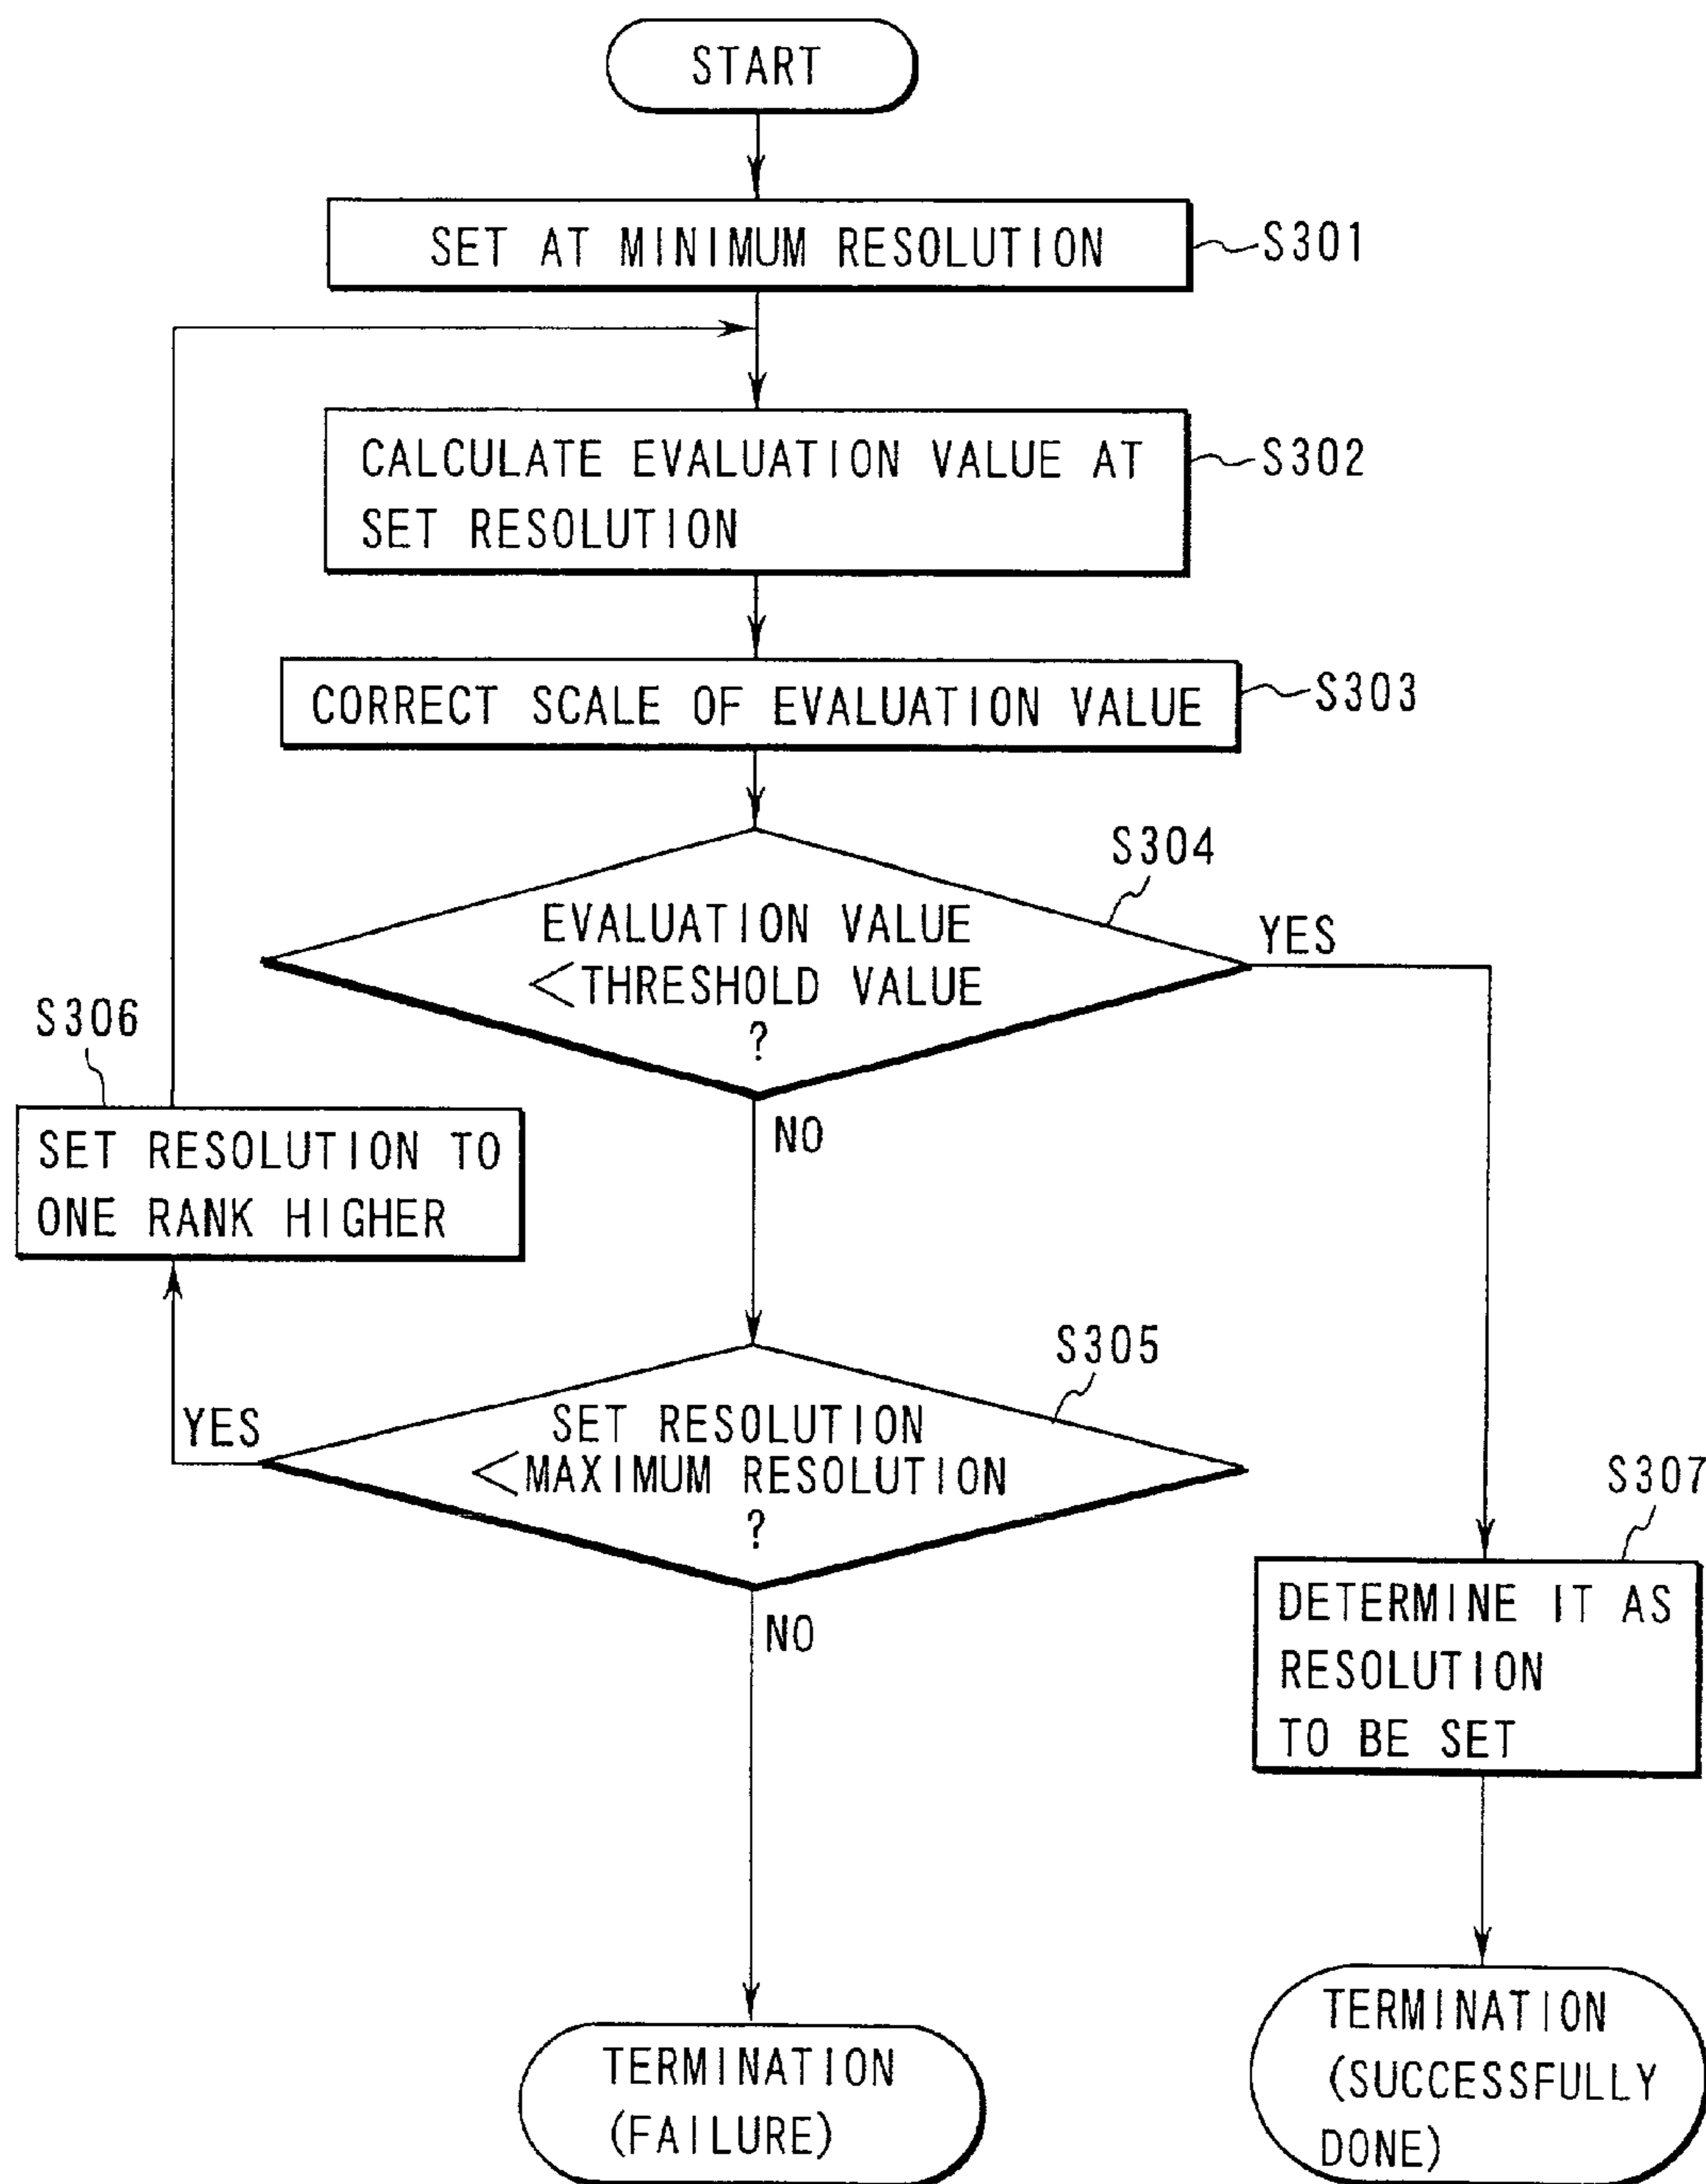 START
SET AT MINIMUM RESOLUTION
S301
CALCULATE EVALUATION VALUE AT
SET RESOLUTION
S302
CORRECT SCALE OF EVALUATION VALUE
S303
S304
EVALUATION VALUE
<THRESHOLD VALUE
?
YES
NO
S306
SET RESOLUTION TO
ONE RANK HIGHER
S305
SET RESOLUTION
<MAXIMUM RESOLUTION
?
YES
NO
S307
DETERMINE IT AS
RESOLUTION
TO BE SET
TERMINATION
(FAILURE)
TERMINATION
(SUCCESSFULLY
DONE)